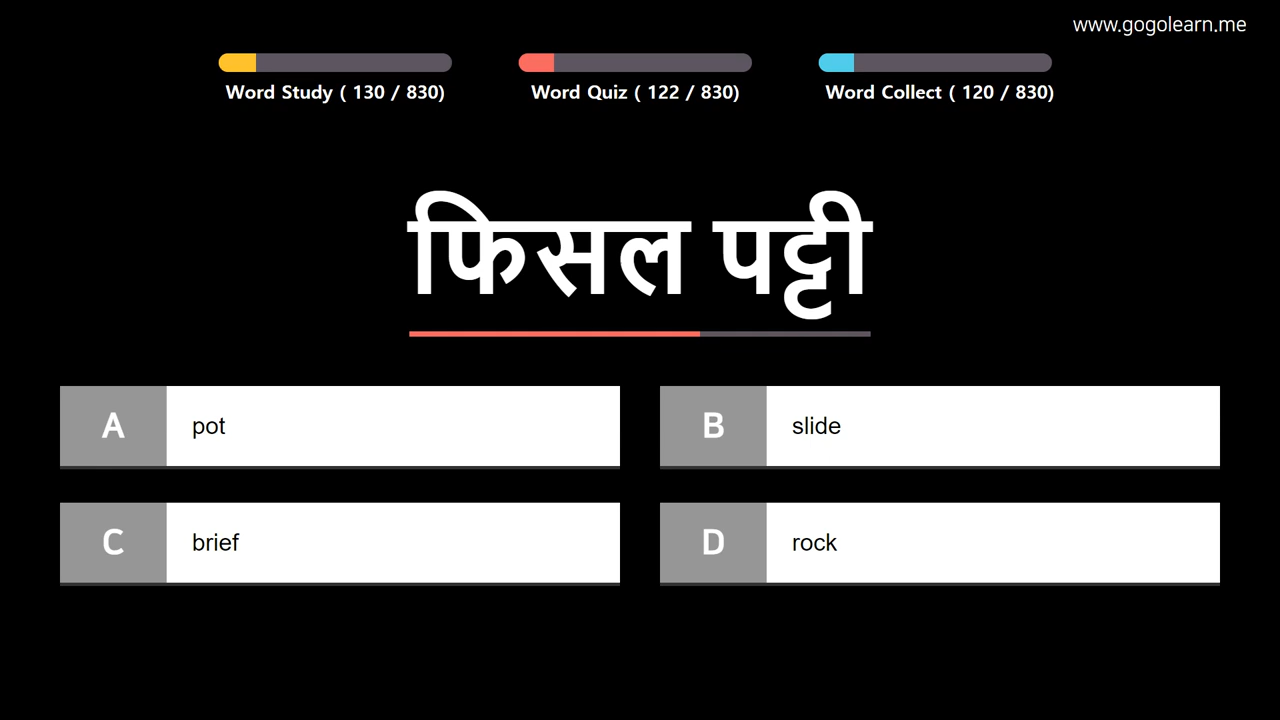 www.gogolearn.me
Word Study ( 130 / 830)
Word Quiz ( 122 / 830)
Word Collect ( 120 / 830)
फिसल पट्टी
A pot
B slide
C brief
D rock